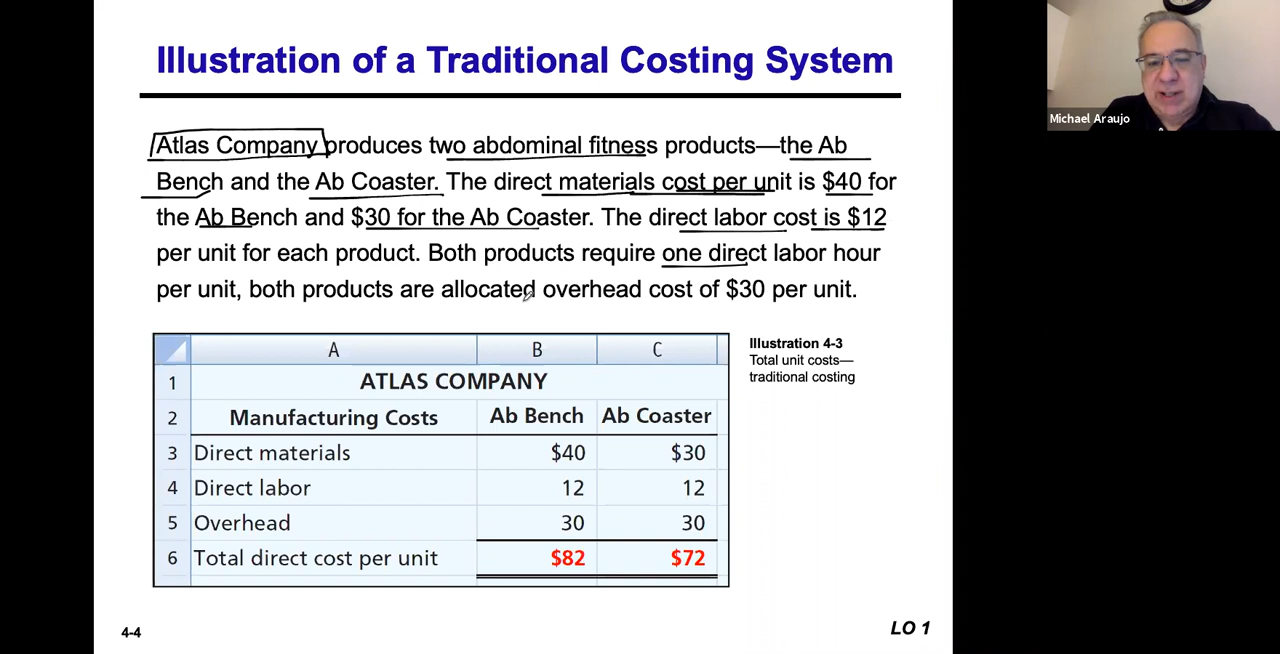 Illustration of a Traditional Costing System
Atlas Company produces two abdominal fitness products—the Ab
Bench and the Ab Coaster. The direct materials cost per unit is $40 for
the Ab Bench and $30 for the Ab Coaster. The direct labor cost is $12
per unit for each product. Both products require one direct labor hour
per unit, both products are allocated overhead cost of $30 per unit.
Illustration 4-3
Total unit costs—
traditional costing
A B C
1 ATLAS COMPANY
2 Manufacturing Costs Ab Bench Ab Coaster
3 Direct materials $40 $30
4 Direct labor 12 12
5 Overhead 30 30
6 Total direct cost per unit $82 $72
4-4
LO 1
Michael Araujo